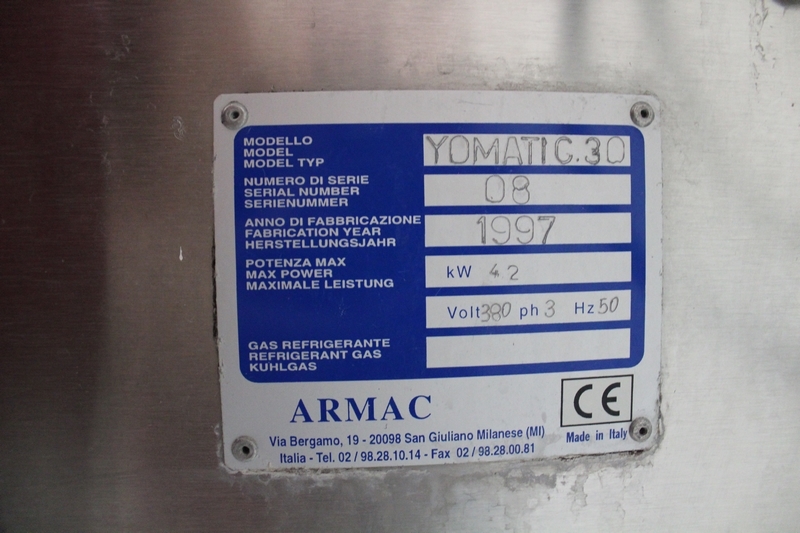 MODELLO
MODEL
MODEL TYP
YOMATIC.30
NUMERO DI SERIE
SERIAL NUMBER
SERIENUMMER
08
ANNO DI FABBRICAZIONE
FABRICATION YEAR
HERSTELLUNGSJAHR
1997
POTENZA MAX
MAX POWER
MAXIMALE LEISTUNG
kW 4.2
Volt 380 ph 3 Hz 50
GAS REFRIGERANTE
REFRIGERANT GAS
KUHLGAS
ARMAC
CE
Via Bergamo, 19 - 20098 San Giuliano Milanese (MI)
Made in Italy
Italia - Tel. 02 / 98.28.10.14 - Fax 02 / 98.28.00.81